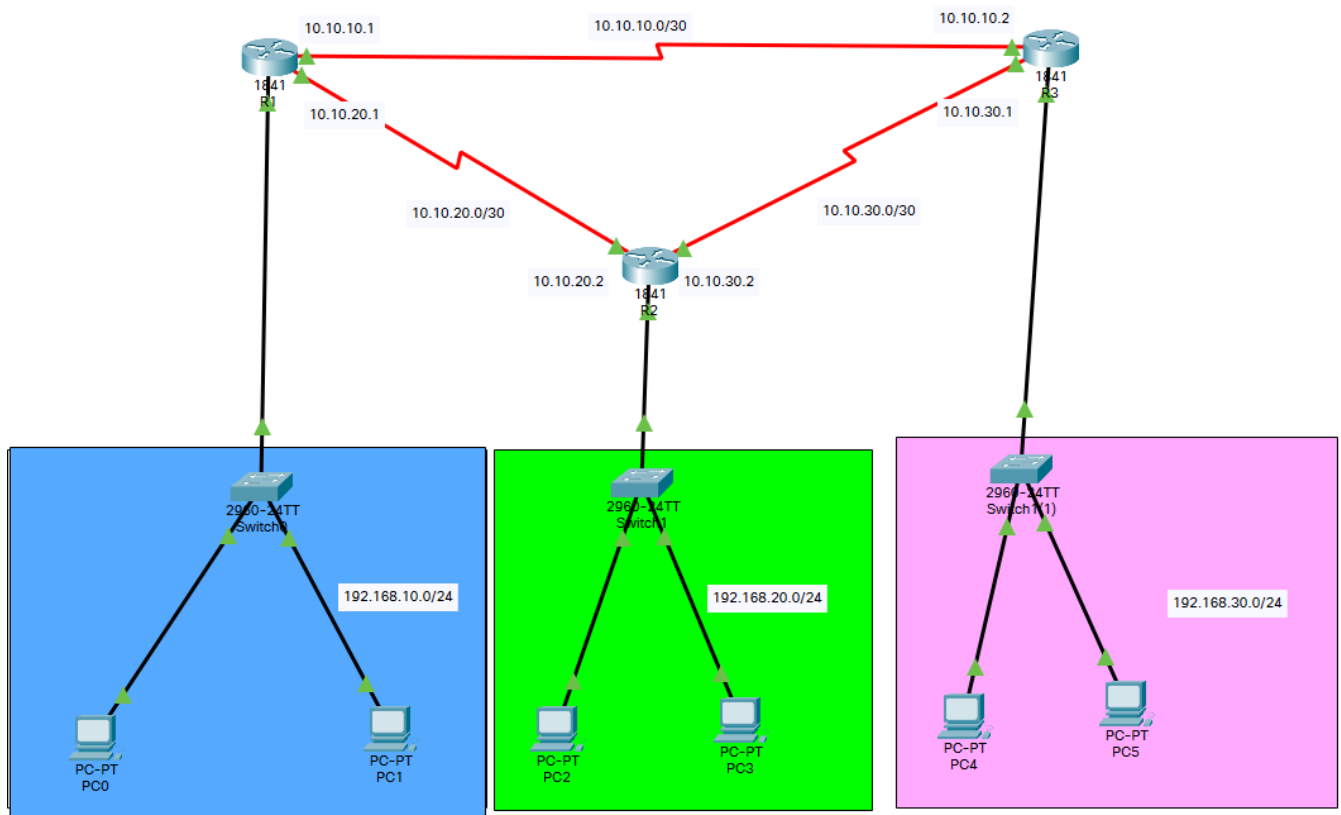 10.10.10.1
10.10.10.0/30
10.10.10.2
1841
R1
1841
R3
10.10.20.1
10.10.30.1
10.10.20.0/30
10.10.30.0/30
10.10.20.2
10.10.30.2
1841
R2
2960-24TT
Switch0
2960-24TT
Switch1
2960-24TT
Switch1(1)
192.168.10.0/24
192.168.20.0/24
192.168.30.0/24
PC-PT
PC0
PC-PT
PC1
PC-PT
PC2
PC-PT
PC3
PC-PT
PC4
PC-PT
PC5